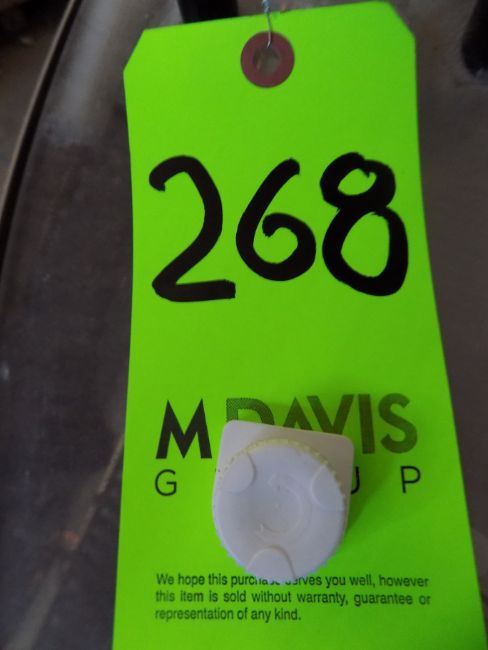 268
M DAVIS
G UP
We hope this purchase serves you well, however
this item is sold without warranty, guarantee or
representation of any kind.